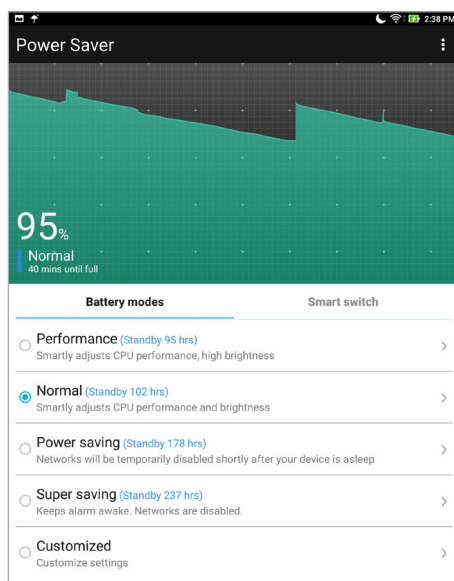 2:38 PM
Power Saver
95%
Normal
40 mins until full
Battery modes
Smart switch
Performance (Standby 95 hrs)
Smartly adjusts CPU performance, high brightness
Normal (Standby 102 hrs)
Smartly adjusts CPU performance and brightness
Power saving (Standby 178 hrs)
Networks will be temporarily disabled shortly after your device is asleep
Super saving (Standby 237 hrs)
Keeps alarm awake. Networks are disabled.
Customized
Customize settings